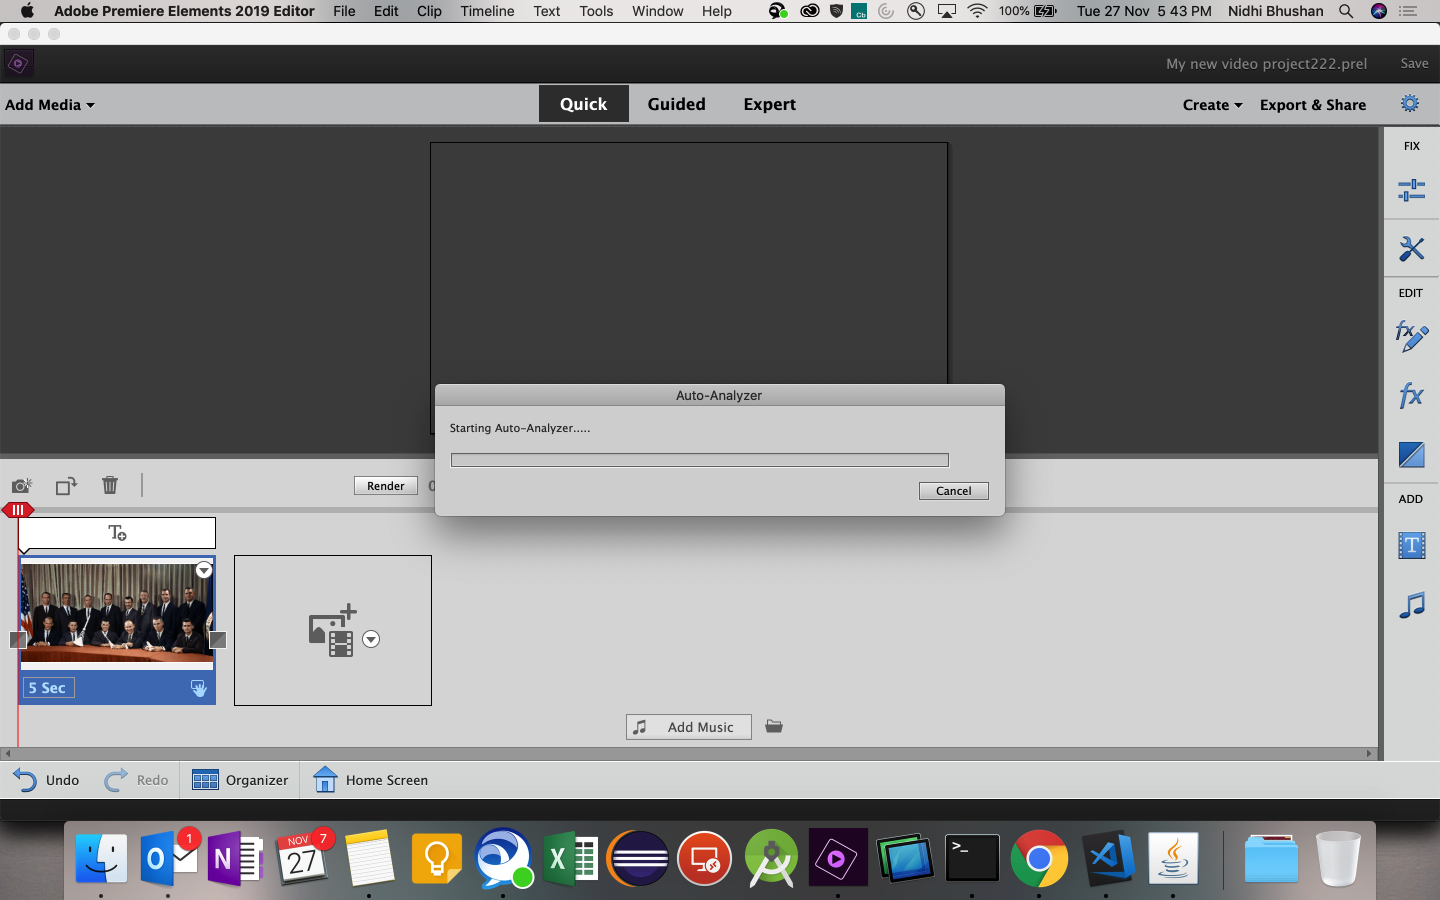 Adobe Premiere Elements 2019 Editor File Edit Clip Timeline Text Tools Window Help Cb 100% Tue 27 Nov 5 43 PM Nidhi Bhushan
My new video project222.prel Save
Add Media Quick Guided Expert Create Export & Share
FIX
EDIT
fx
fx
ADD
T
Auto-Analyzer
Starting Auto-Analyzer.....
Cancel
Render
T
5 Sec
Add Music
Undo Redo Organizer Home Screen
1
NOV 7
27
O
N
X
>_